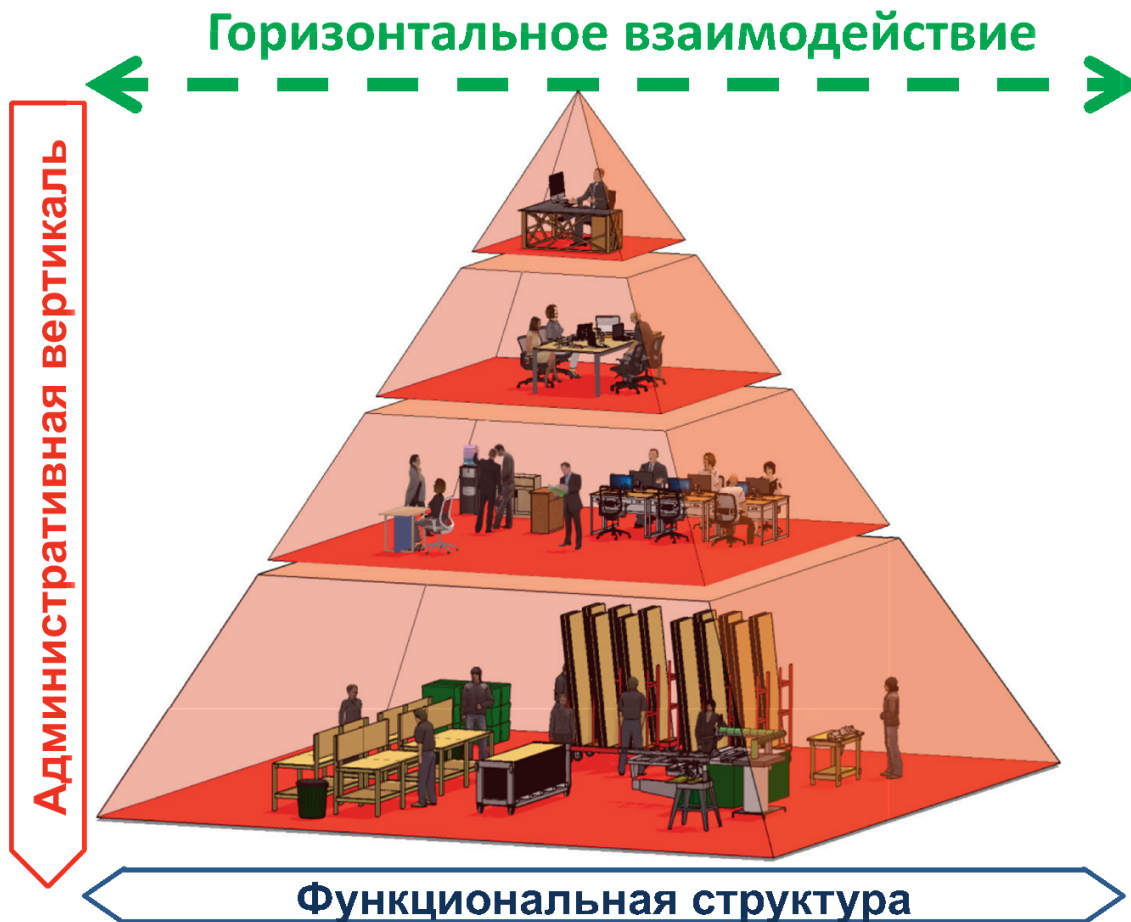 Горизонтальное взаимодействие
Административная вертикаль
Функциональная структура